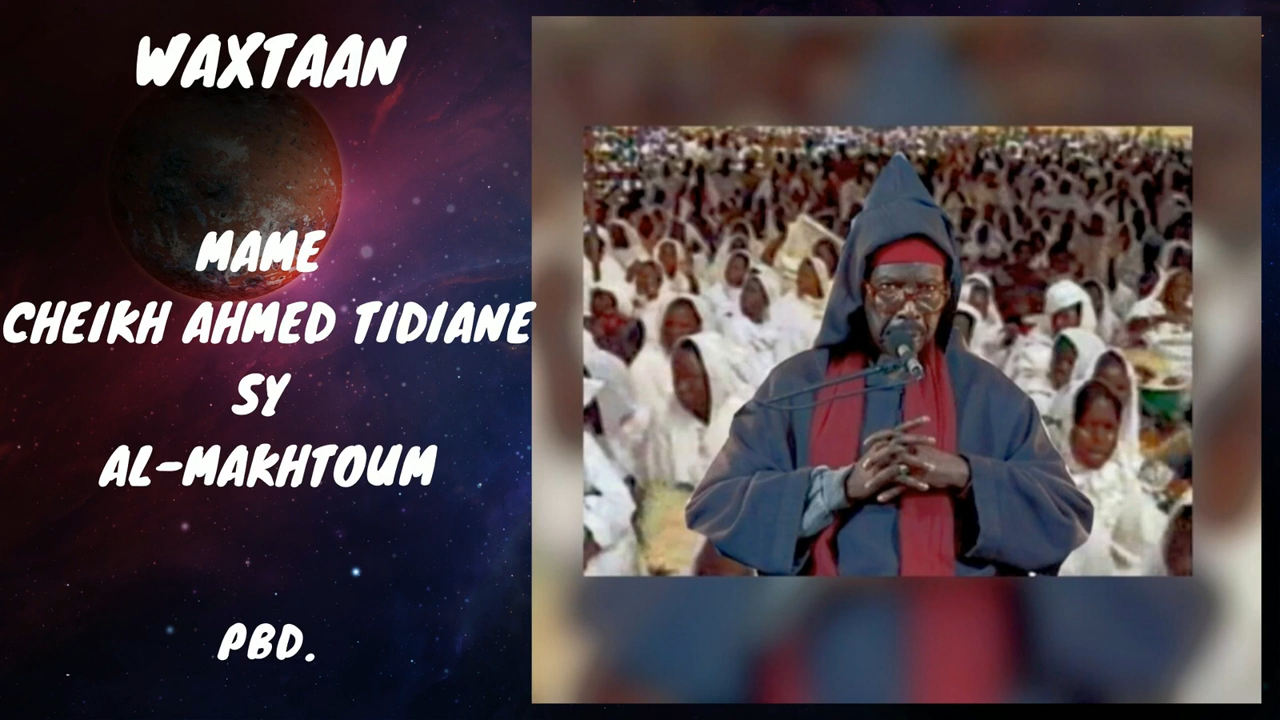 WAXTAAN
MAME
CHEIKH AHMED TIDIANE
SY
AL-MAKHTOUM
PBD.